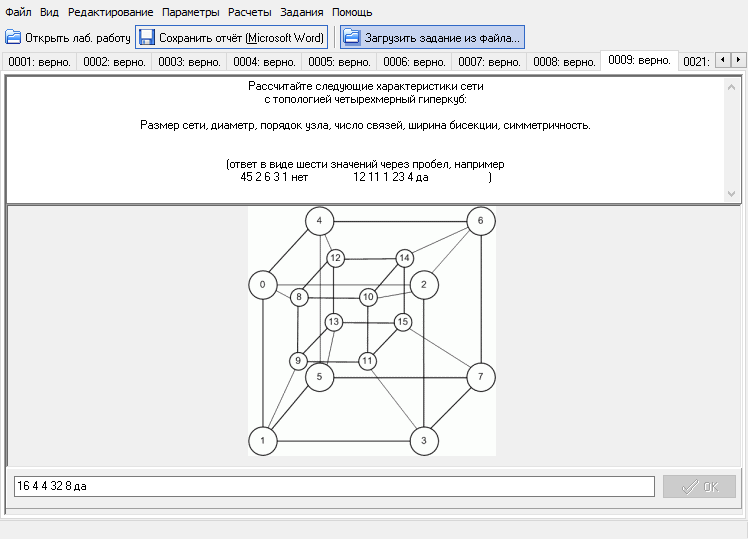 Файл Вид Редактирование Параметры Расчеты Задания Помощь
Открыть лаб. работу Сохранить отчёт (Microsoft Word) Загрузить задание из файла...
0001: верно. 0002: верно. 0003: верно. 0004: верно. 0005: верно. 0006: верно. 0007: верно. 0008: верно. 0009: верно. 0021:
Рассчитайте следующие характеристики сети
с топологией четырехмерный гиперкуб:
Размер сети, диаметр, порядок узла, число связей, ширина бисекции, симметричность.
(ответ в виде шести значений через пробел, например
45 2 6 3 1 нет 12 11 1 23 4 да )
4 6
12 14
0 2
8 10
13 15
9 11
5 7
1 3
16 4 4 32 8 да
OK